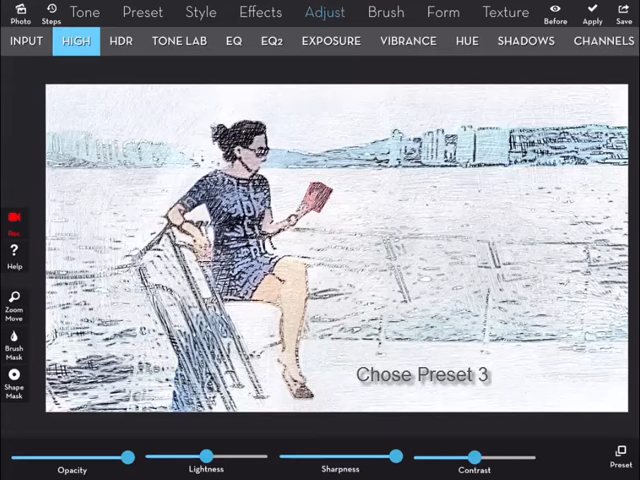 Photo Steps Tone Preset Style Effects Adjust Brush Form Texture Before Apply Save
INPUT HIGH HDR TONE LAB EQ EQ2 EXPOSURE VIBRANCE HUE SHADOWS CHANNELS
Rec
Help
Zoom
Move
Brush
Mask
Shape
Mask
Chose Preset 3
Opacity Lightness Sharpness Contrast Preset